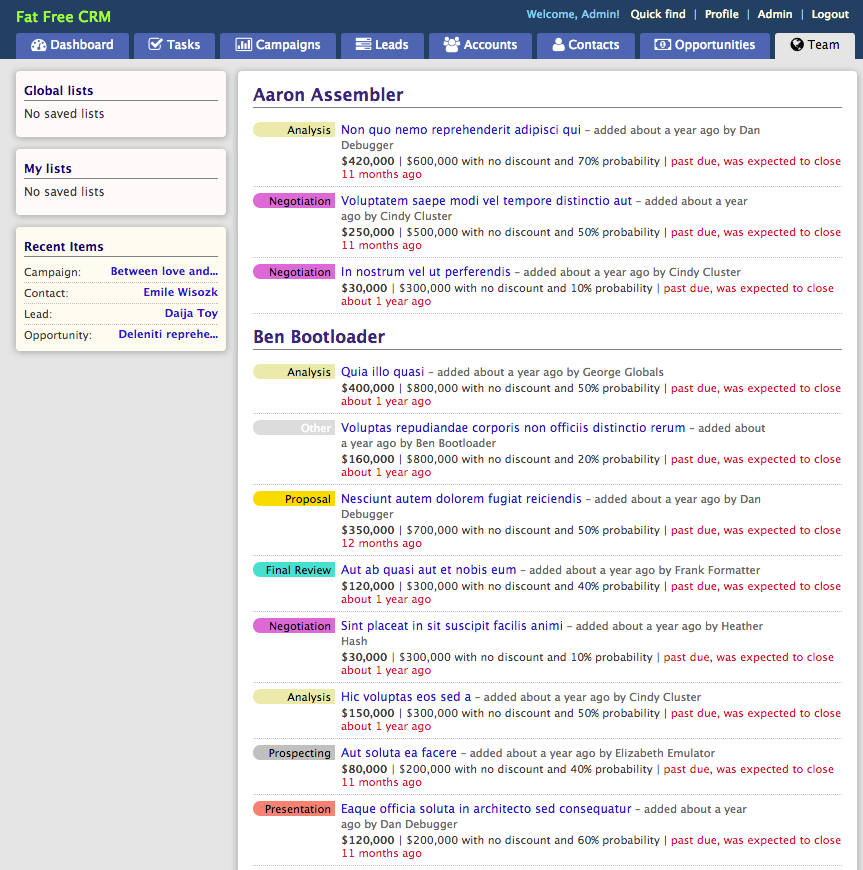 Fat Free CRM
Welcome, Admin! Quick find | Profile | Admin | Logout
Dashboard Tasks Campaigns Leads Accounts Contacts Opportunities Team
Global lists
No saved lists
My lists
No saved lists
Recent Items
Campaign: Between love and...
Contact: Emile Wisozk
Lead: Daija Toy
Opportunity: Deleniti reprehe...
Aaron Assembler
Analysis Non quo nemo reprehenderit adipisci qui – added about a year ago by Dan
Debugger
$420,000 | $600,000 with no discount and 70% probability | past due, was expected to close
11 months ago
Negotiation Voluptatem saepe modi vel tempore distinctio aut – added about a year
ago by Cindy Cluster
$250,000 | $500,000 with no discount and 50% probability | past due, was expected to close
11 months ago
Negotiation In nostrum vel ut perferendis – added about a year ago by Cindy Cluster
$30,000 | $300,000 with no discount and 10% probability | past due, was expected to close
about 1 year ago
Ben Bootloader
Analysis Quia illo quasi – added about a year ago by George Globals
$400,000 | $800,000 with no discount and 50% probability | past due, was expected to close
about 1 year ago
Other Voluptas repudiandae corporis non officiis distinctio rerum – added about
a year ago by Ben Bootloader
$160,000 | $800,000 with no discount and 20% probability | past due, was expected to close
about 1 year ago
Proposal Nesciunt autem dolorem fugiat reiciendis – added about a year ago by Dan
Debugger
$350,000 | $700,000 with no discount and 50% probability | past due, was expected to close
12 months ago
Final Review Aut ab quasi aut et nobis eum – added about a year ago by Frank Formatter
$120,000 | $300,000 with no discount and 40% probability | past due, was expected to close
about 1 year ago
Negotiation Sint placeat in sit suscipit facilis animi – added about a year ago by Heather
Hash
$30,000 | $300,000 with no discount and 10% probability | past due, was expected to close
about 1 year ago
Analysis Hic voluptas eos sed a – added about a year ago by Cindy Cluster
$150,000 | $300,000 with no discount and 50% probability | past due, was expected to close
about 1 year ago
Prospecting Aut soluta ea facere – added about a year ago by Elizabeth Emulator
$80,000 | $200,000 with no discount and 40% probability | past due, was expected to close
11 months ago
Presentation Eaque officia soluta in architecto sed consequatur – added about a year
ago by Dan Debugger
$120,000 | $200,000 with no discount and 60% probability | past due, was expected to close
11 months ago